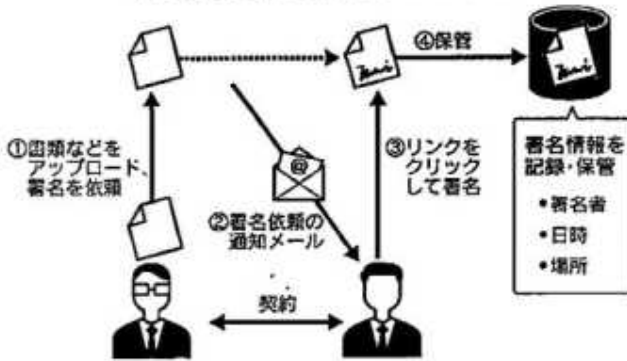 ①図類などを
アップロード、
署名を依頼
②署名依頼の
通知メール
@
③リンクを
クリック
して署名
④保管
署名情報を
記録・保管
•署名者
•日時
•場所
契約